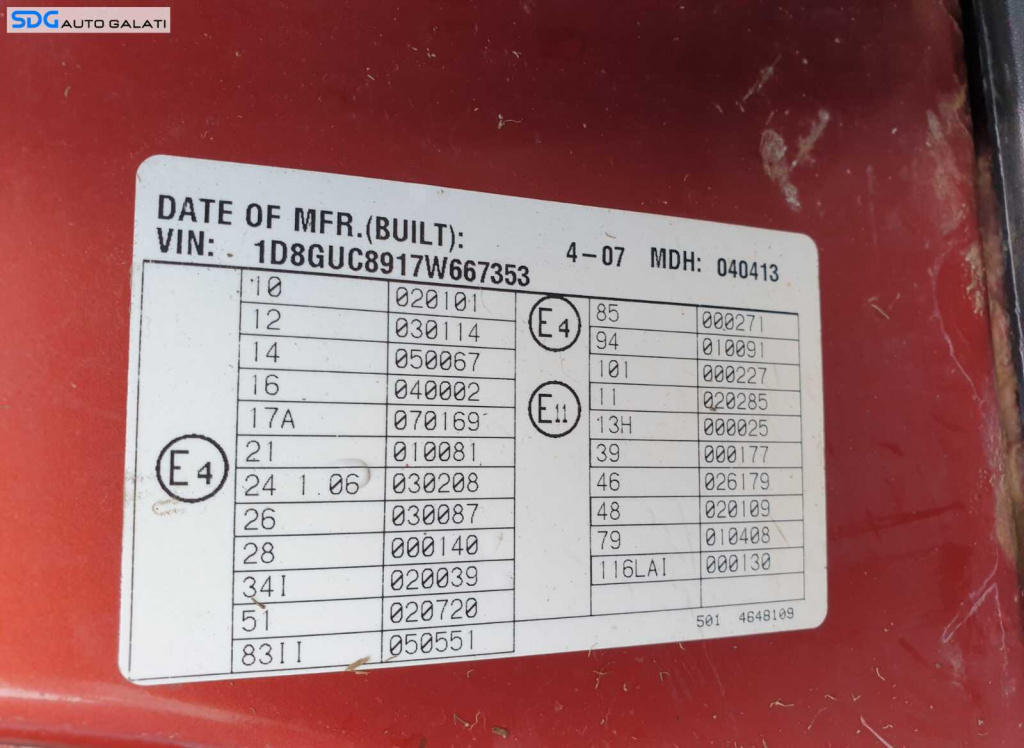 SDG AUTO GALATI
DATE OF MFR.(BUILT): 4-07 MDH: 040413
VIN: 1D8GUC8917W667353
10 020101
12 030114
14 050067
16 040002
17A 070169
21 010081
E4
24 1.06 030208
26 030087
28 000140
34I 020039
51 020720
83II 050551
E4
85 000271
94 010091
101 000227
E11
11 020285
13H 000025
39 000177
46 026179
48 020109
79 010408
116LAI 000130
501 4648109